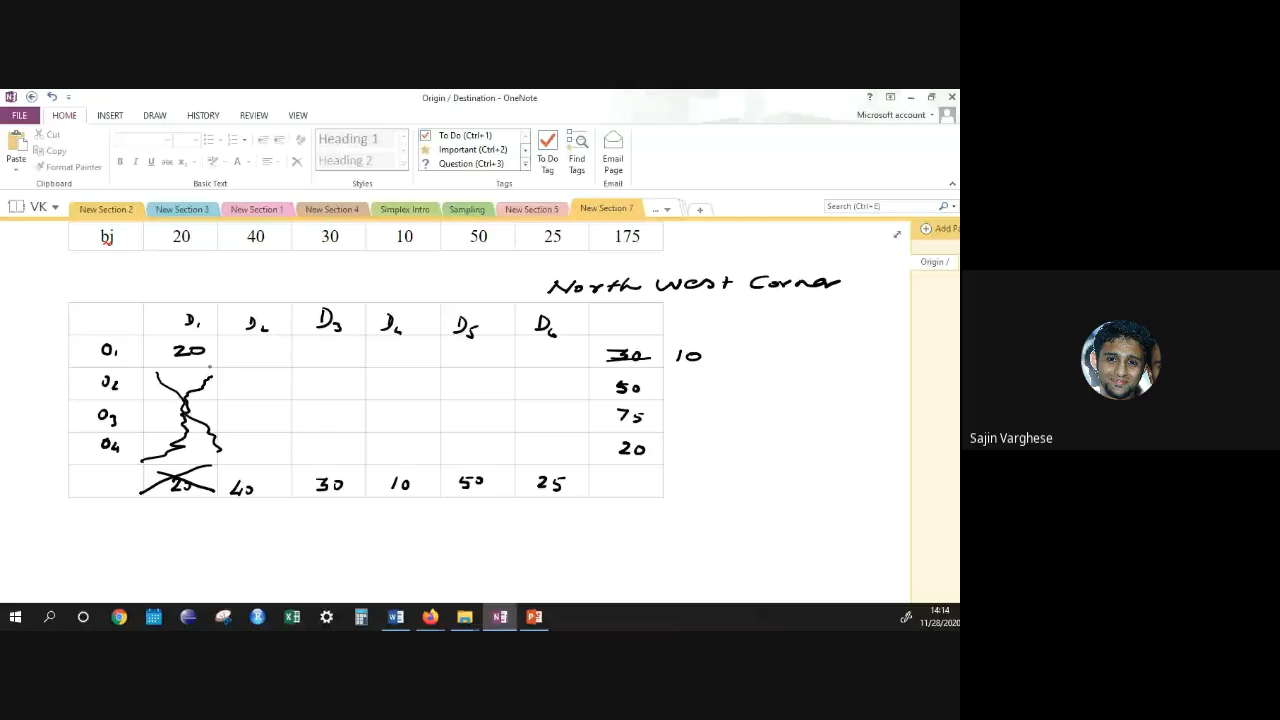 Origin / Destination - OneNote
FILE HOME INSERT DRAW HISTORY REVIEW VIEW Microsoft account
Paste
Cut
Copy
Format Painter
B I U abc X₂ A
Heading 1
Heading 2
To Do (Ctrl+1)
Important (Ctrl+2)
Question (Ctrl+3)
To Do Tag
Find Tags
Email Page
Clipboard Basic Text Styles Tags Email
VK New Section 2 New Section 3 New Section 1 New Section 4 Simplex Intro Sampling New Section 5 New Section 7 ... Search (Ctrl+E)
Add Pa
Origin /
bj 20 40 30 10 50 25 175
North West Corner
D₁ D₂ D₃ D₄ D₅ D₆
O₁ 20 30 10
O₂ 50
O₃ 75
O₄ 20
20 40 30 10 50 25
14:14
11/28/2020
Sajin Varghese